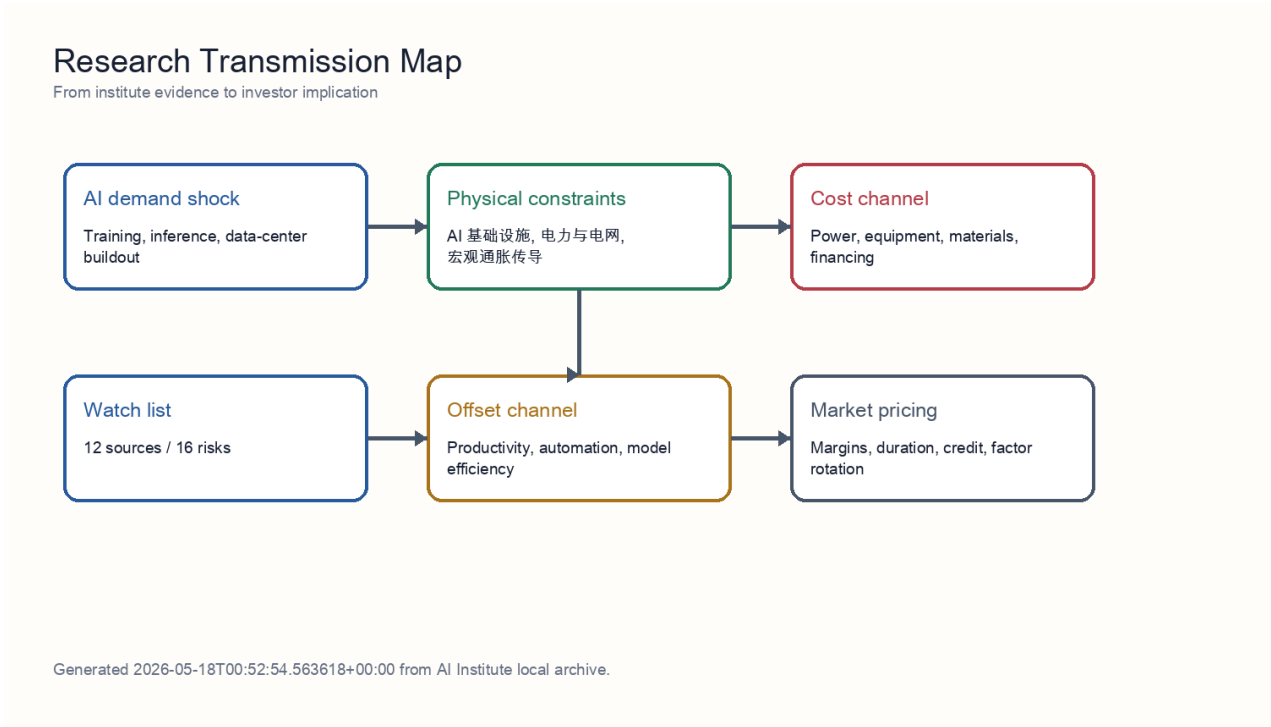 Research Transmission Map
From institute evidence to investor implication
AI demand shock
Training, inference, data-center
buildout
Physical constraints
AI 基础设施, 电力与电网,
宏观通胀传导
Cost channel
Power, equipment, materials,
financing
Watch list
12 sources / 16 risks
Offset channel
Productivity, automation, model
efficiency
Market pricing
Margins, duration, credit, factor
rotation
Generated 2026-05-18T00:52:54.563618+00:00 from AI Institute local archive.